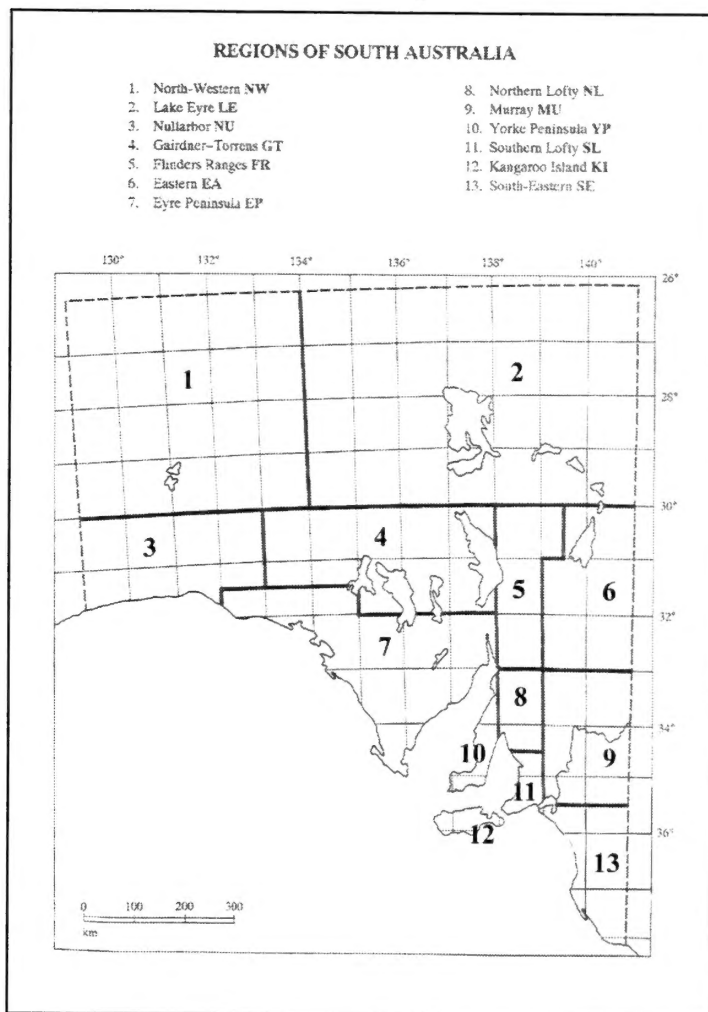 REGIONS OF SOUTH AUSTRALIA
1. North-Western NW
2. Lake Eyre LE
3. Nullarbor NU
4. Gairdner–Torrens GT
5. Flinders Ranges FR
6. Eastern EA
7. Eyre Peninsula EP
8. Northern Lofty NL
9. Murray MU
10. Yorke Peninsula YP
11. Southern Lofty SL
12. Kangaroo Island KI
13. South-Eastern SE
130° 132° 134° 136° 138° 140° 26°
1 2
28°
30°
3 4 5 6
32°
7
8
34°
10 9
11
12 36°
13
0 100 200 300
km